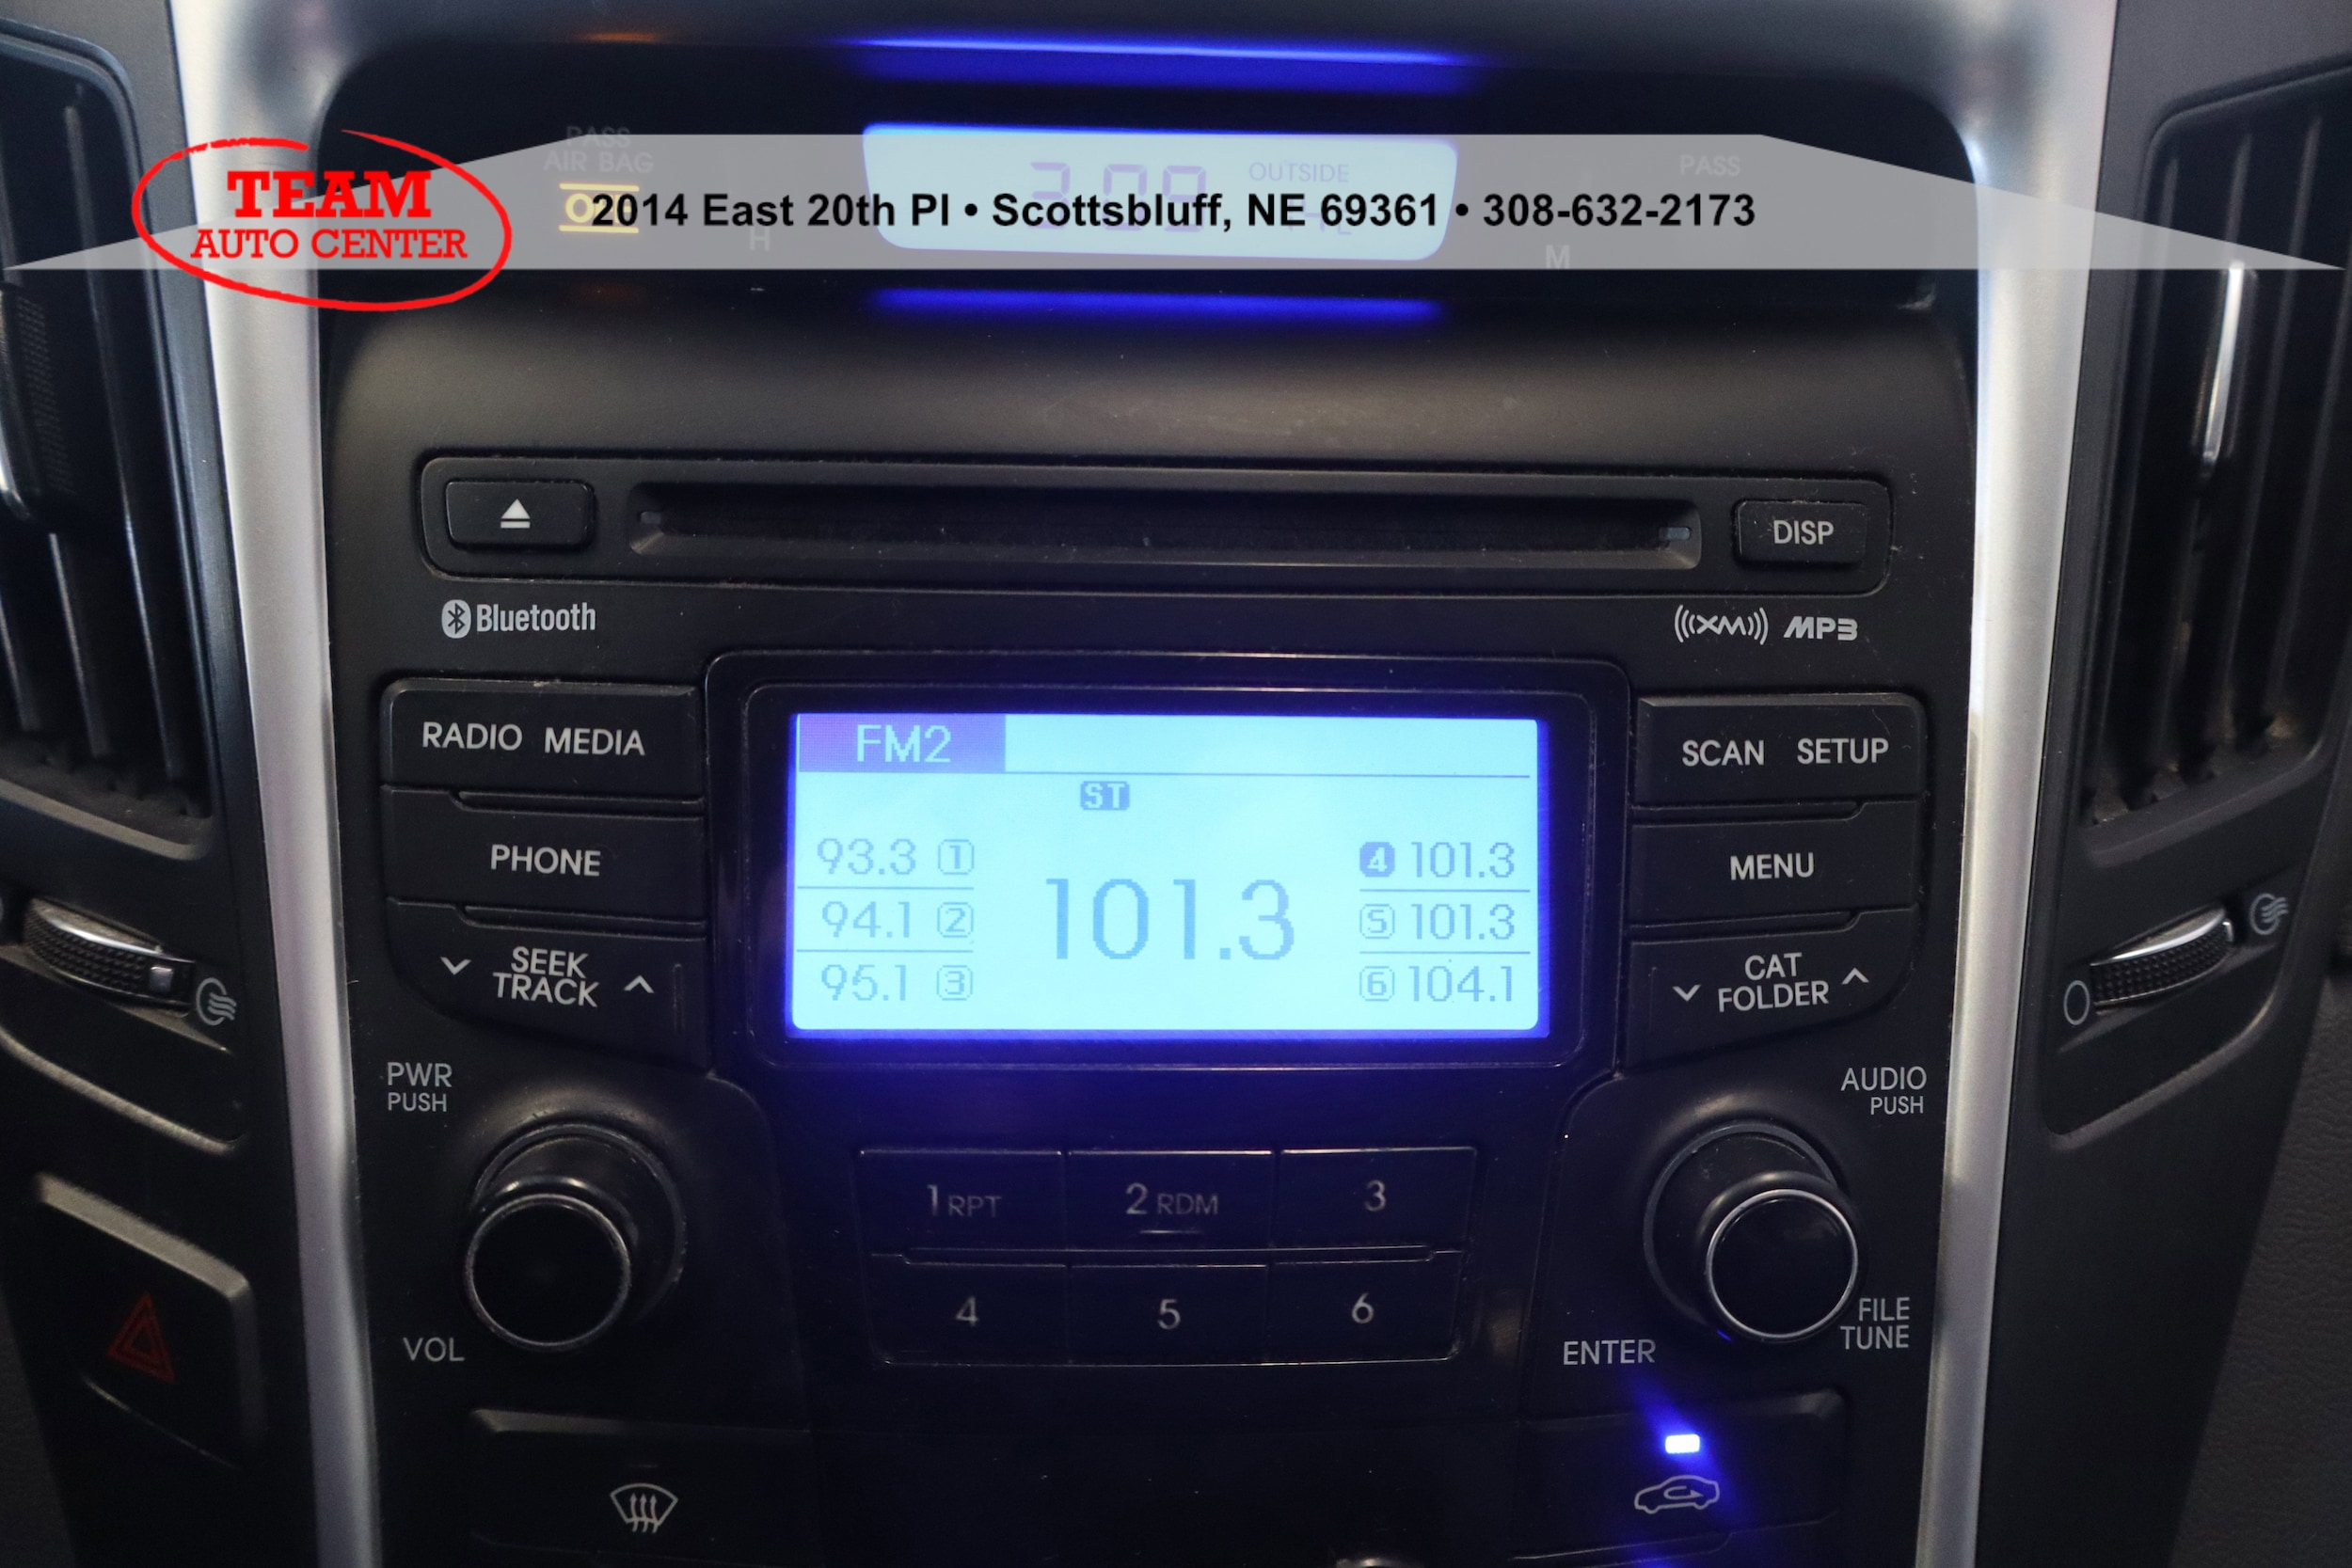 PASS
AIR BAG
TEAM
AUTO CENTER
2014 East 20th Pl • Scottsbluff, NE 69361 • 308-632-2173
3:09
OUTSIDE
PASS
H
M
DISP
Bluetooth
((XM)) MP3
RADIO MEDIA
SCAN SETUP
FM2
ST
PHONE
MENU
93.3 1
94.1 2
95.1 3
101.3
4 101.3
5 101.3
6 104.1
SEEK
TRACK
CAT
FOLDER
PWR
PUSH
AUDIO
PUSH
1 RPT
2 RDM
3
4
5
6
VOL
ENTER
FILE
TUNE